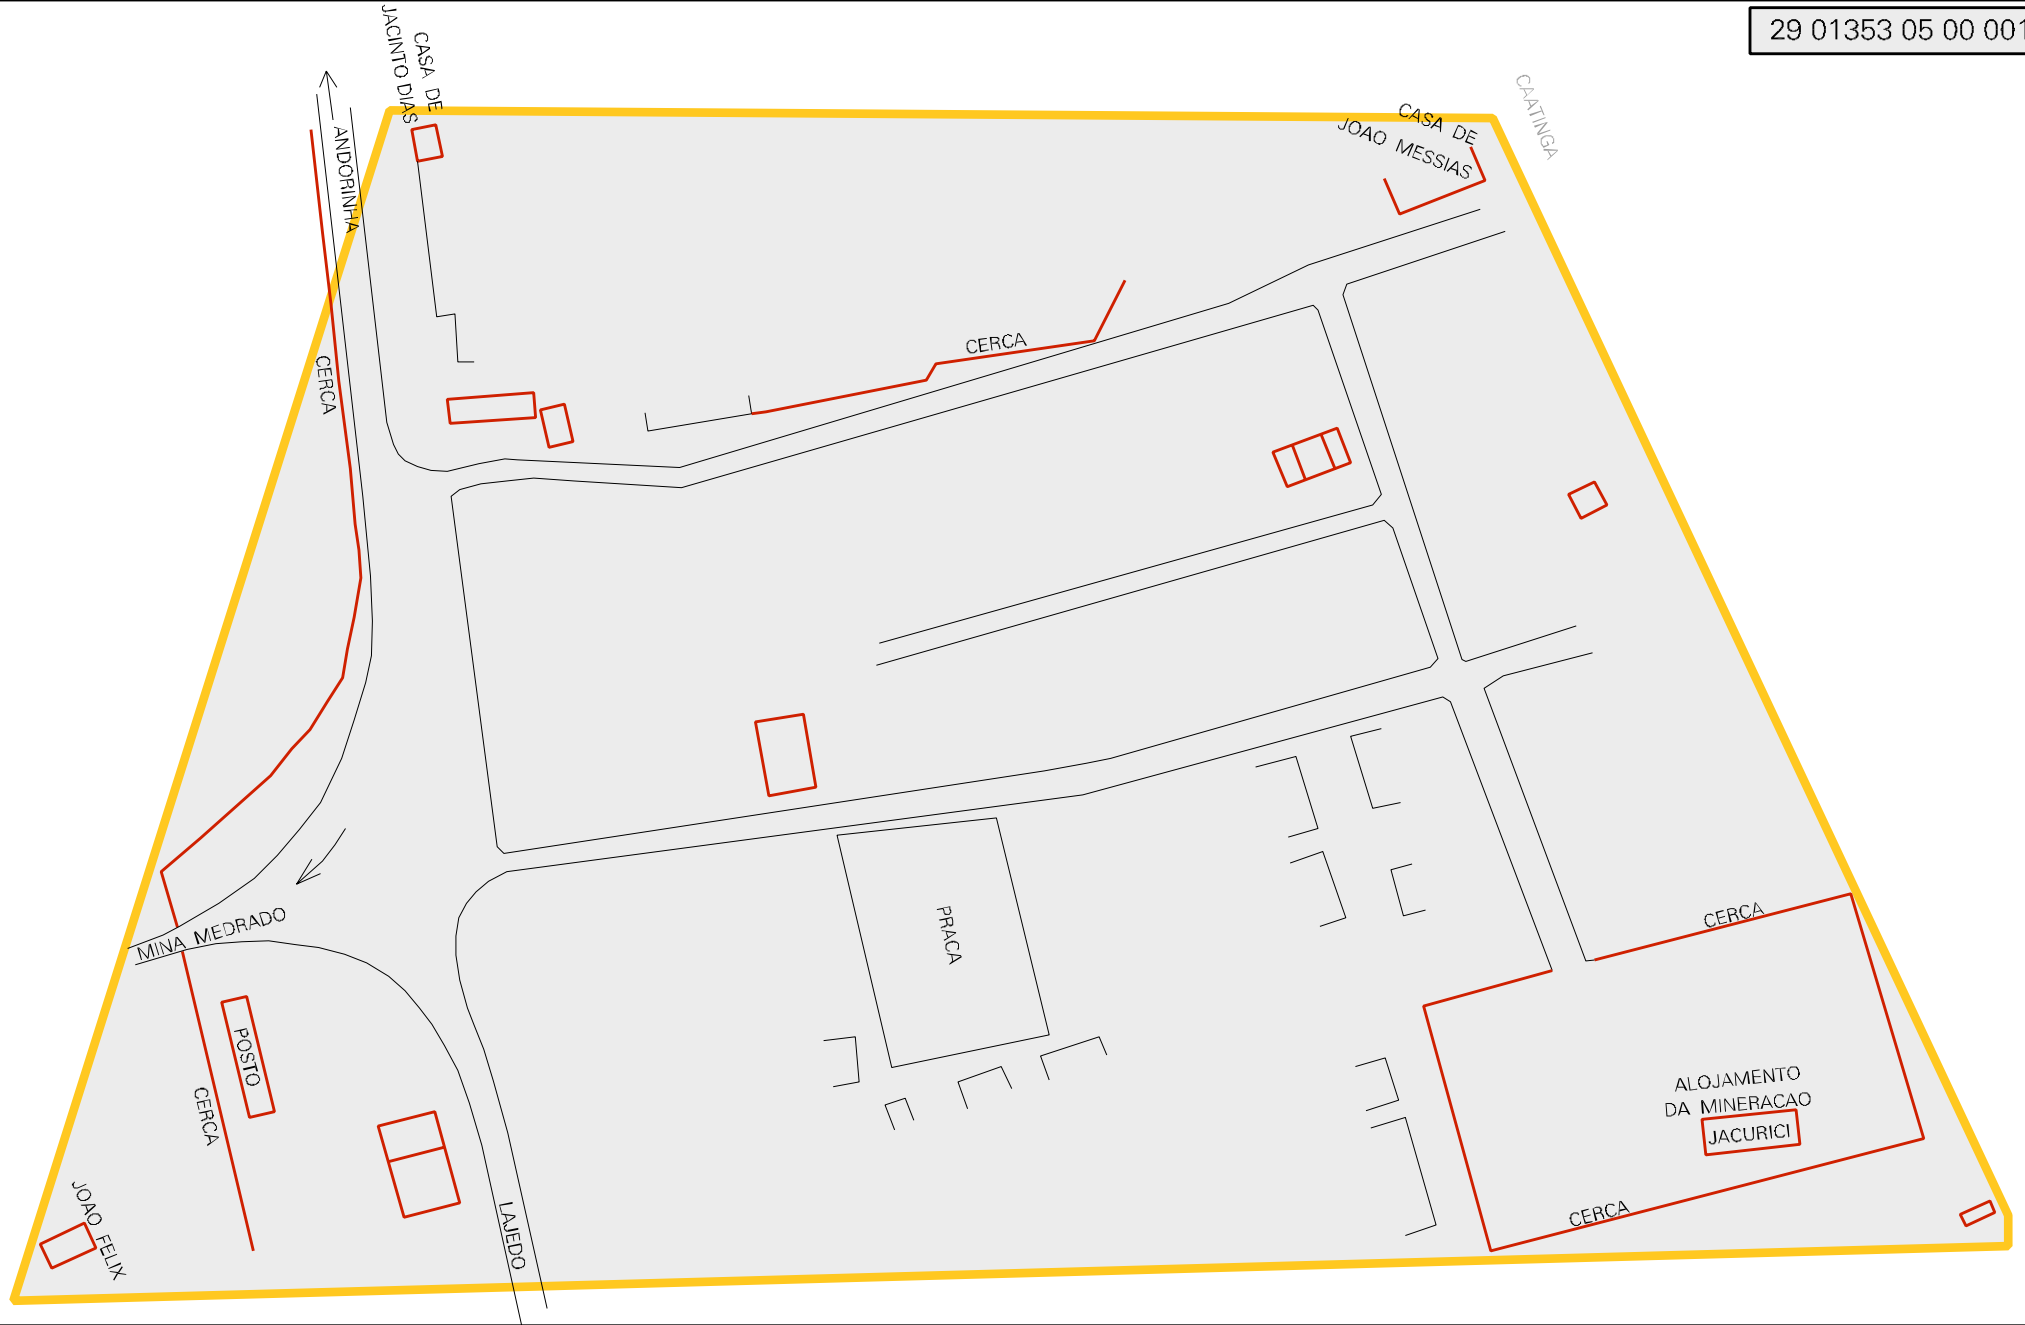 29 01353 05 00 001
CASA DE
JACINTO DIAS
ANDORINHA
CASA DE
JOAO MESSIAS
CAATINGA
CERCA
CERCA
MINA MEDRADO
PRACA
CERCA
POSTO
CERCA
ALOJAMENTO
DA MINERACAO
JACURICI
JOAO FELIX
LAJEDO
CERCA